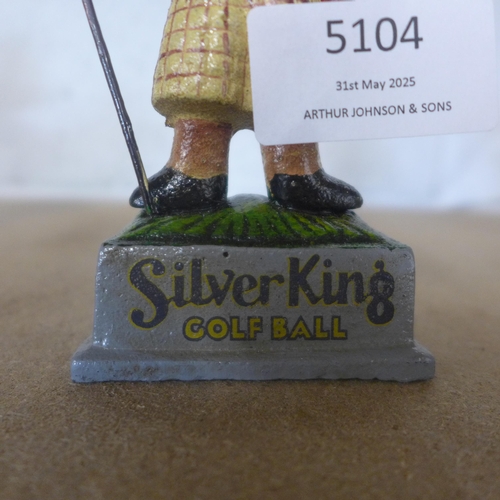 5104
31st May 2025
ARTHUR JOHNSON & SONS
Silver King
GOLF BALL